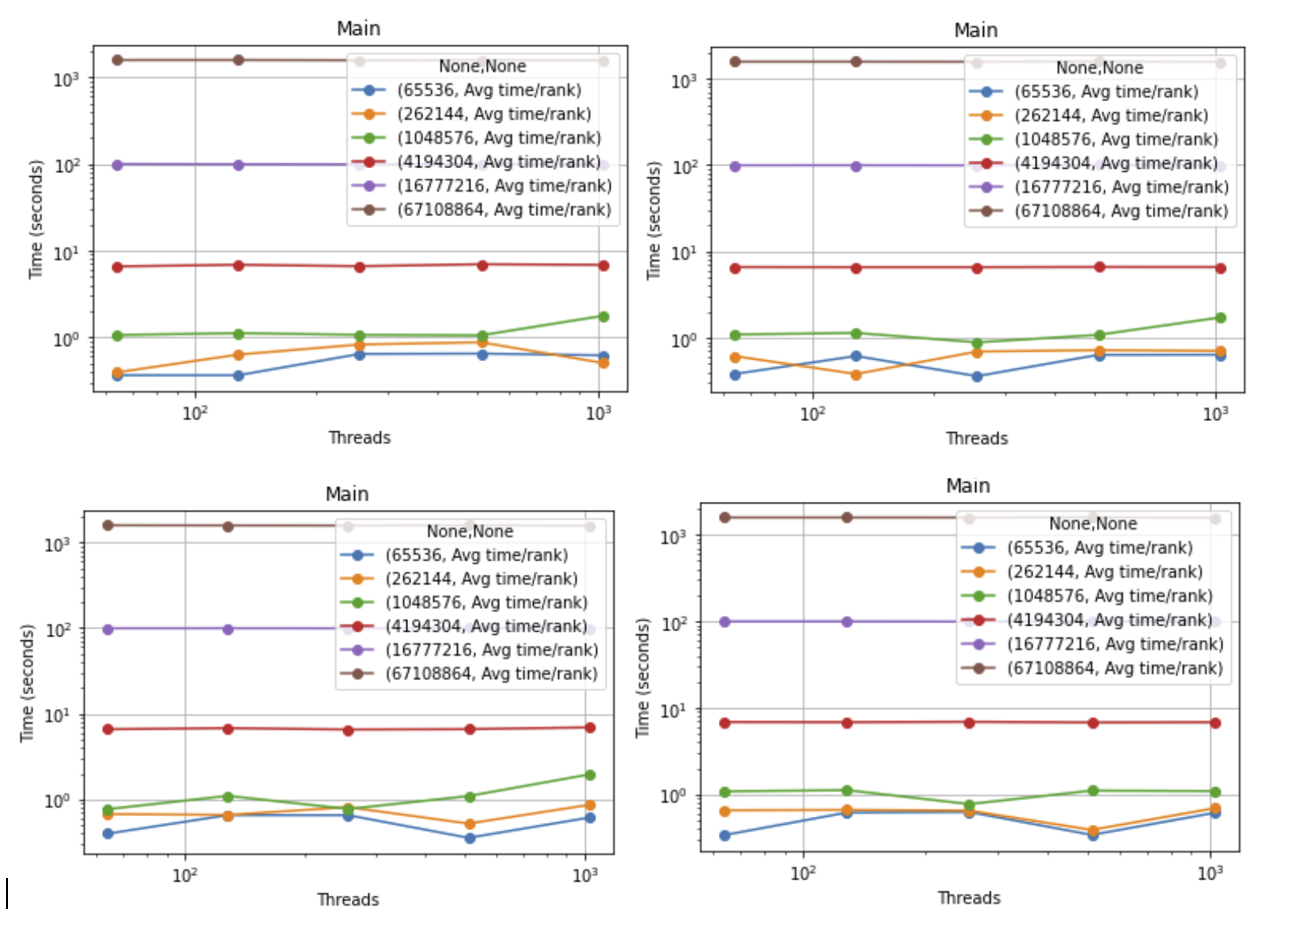 Main
Time (seconds)
10³
10²
10¹
10⁰
None,None
(65536, Avg time/rank)
(262144, Avg time/rank)
(1048576, Avg time/rank)
(4194304, Avg time/rank)
(16777216, Avg time/rank)
(67108864, Avg time/rank)
10²
10³
Threads
Main
Time (seconds)
10³
10²
10¹
10⁰
None,None
(65536, Avg time/rank)
(262144, Avg time/rank)
(1048576, Avg time/rank)
(4194304, Avg time/rank)
(16777216, Avg time/rank)
(67108864, Avg time/rank)
10²
10³
Threads
Main
Time (seconds)
10³
10²
10¹
10⁰
None,None
(65536, Avg time/rank)
(262144, Avg time/rank)
(1048576, Avg time/rank)
(4194304, Avg time/rank)
(16777216, Avg time/rank)
(67108864, Avg time/rank)
10²
10³
Threads
Main
Time (seconds)
10³
10²
10¹
10⁰
None,None
(65536, Avg time/rank)
(262144, Avg time/rank)
(1048576, Avg time/rank)
(4194304, Avg time/rank)
(16777216, Avg time/rank)
(67108864, Avg time/rank)
10²
10³
Threads